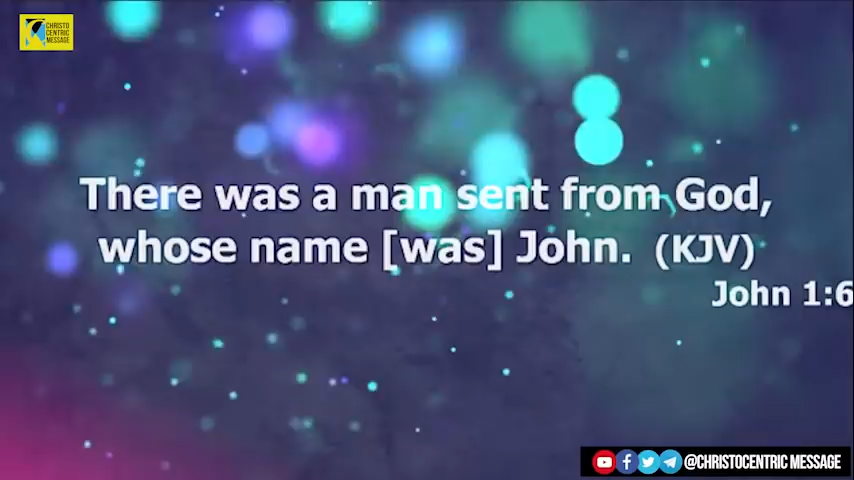 CHRISTO
CENTRIC
MESSAGE
There was a man sent from God,
whose name [was] John. (KJV)
John 1:6
@CHRISTOCENTRIC MESSAGE